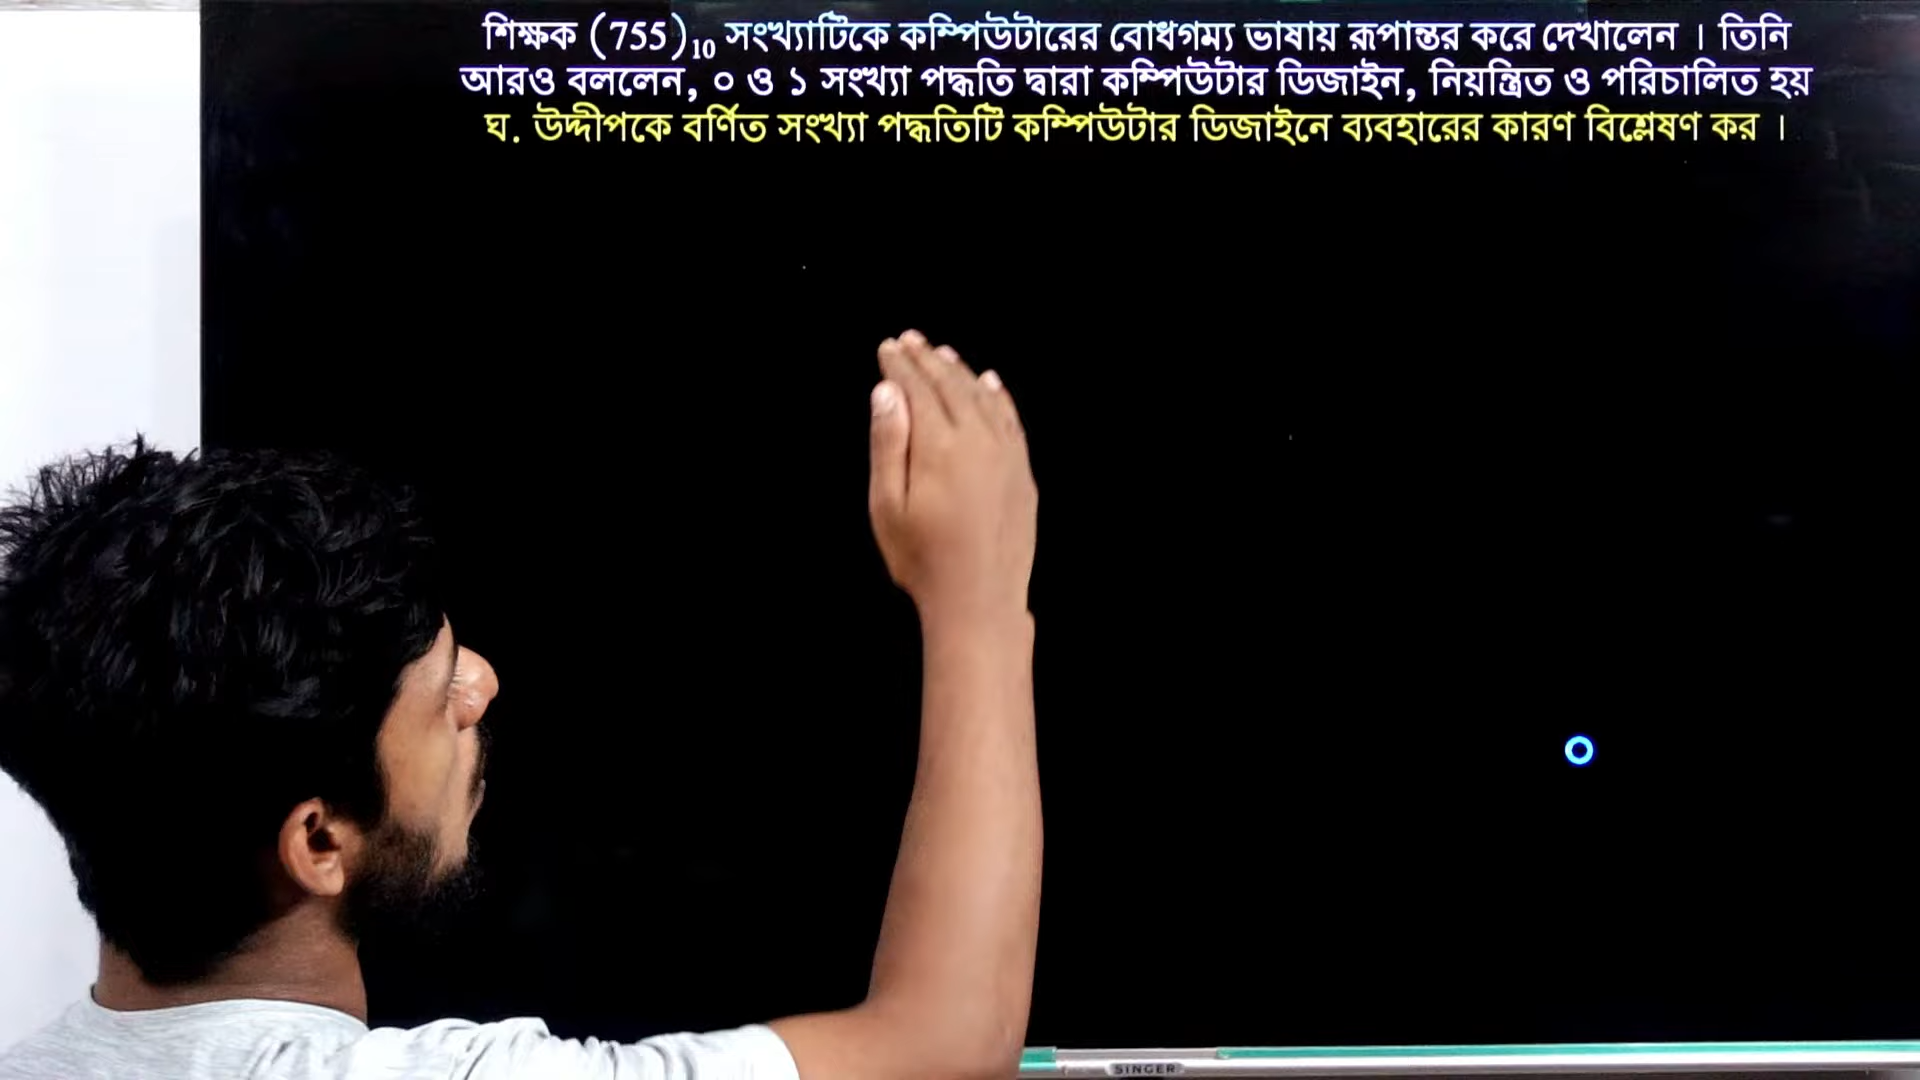 শিক্ষক (755)₁₀ সংখ্যাটিকে কম্পিউটারের বোধগম্য ভাষায় রূপান্তর করে দেখালেন । তিনি
আরও বললেন, ০ ও ১ সংখ্যা পদ্ধতি দ্বারা কম্পিউটার ডিজাইন, নিয়ন্ত্রিত ও পরিচালিত হয়
ঘ. উদ্দীপকে বর্ণিত সংখ্যা পদ্ধতিটি কম্পিউটার ডিজাইনে ব্যবহারের কারণ বিশ্লেষণ কর ।
SINGER